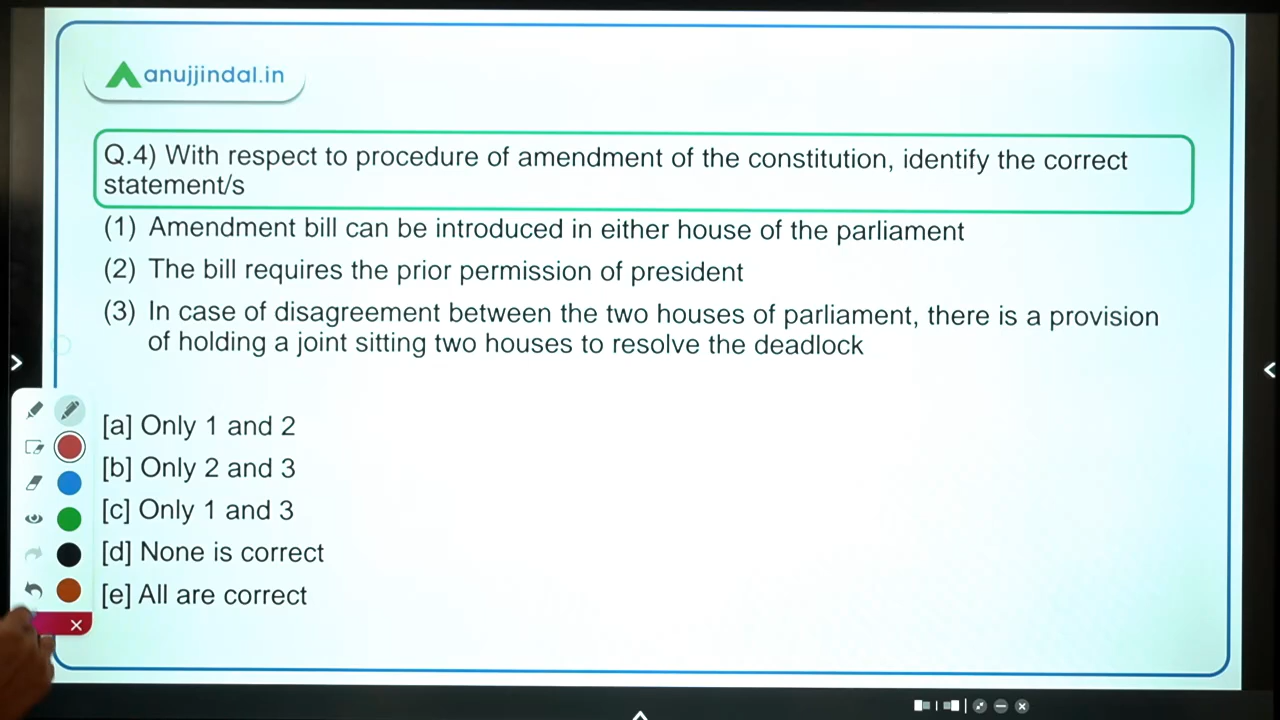 anujjindal.in
Q.4) With respect to procedure of amendment of the constitution, identify the correct
statement/s
(1) Amendment bill can be introduced in either house of the parliament
(2) The bill requires the prior permission of president
(3) In case of disagreement between the two houses of parliament, there is a provision
of holding a joint sitting two houses to resolve the deadlock
[a] Only 1 and 2
[b] Only 2 and 3
[c] Only 1 and 3
[d] None is correct
[e] All are correct